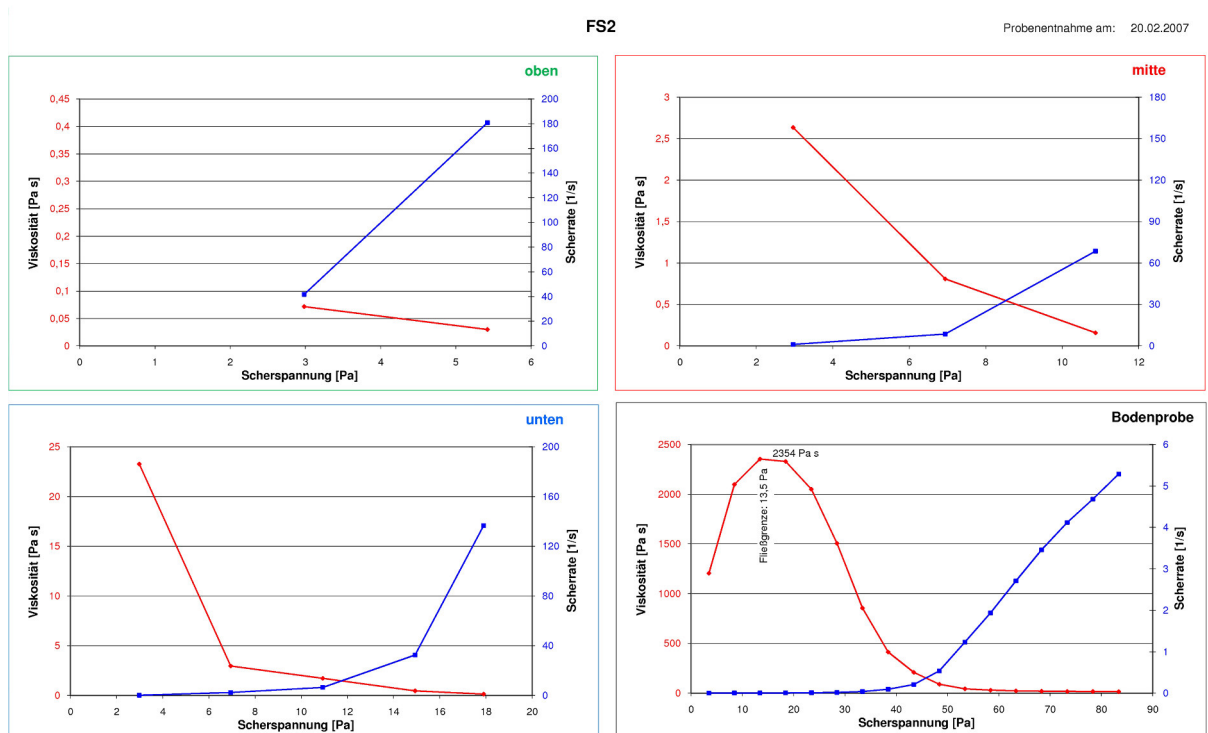 FS2
Probenentnahme am: 20.02.2007
oben
0,45
0,4
0,35
0,3
0,25
0,2
0,15
0,1
0,05
0
Viskosität [Pa s]
200
180
160
140
120
100
80
60
40
20
0
Scherrate [1/s]
0 1 2 3 4 5 6
Scherspannung [Pa]
mitte
3
2,5
2
1,5
1
0,5
0
Viskosität [Pa s]
180
150
120
90
60
30
0
Scherrate [1/s]
0 2 4 6 8 10 12
Scherspannung [Pa]
unten
25
20
15
10
5
0
Viskosität [Pa s]
200
160
120
80
40
0
Scherrate [1/s]
0 2 4 6 8 10 12 14 16 18 20
Scherspannung [Pa]
Bodenprobe
2500
2000
1500
1000
500
0
Viskosität [Pa s]
2354 Pa s
Fließgrenze: 13,5 Pa
6
5
4
3
2
1
0
Scherrate [1/s]
0 10 20 30 40 50 60 70 80 90
Scherspannung [Pa]